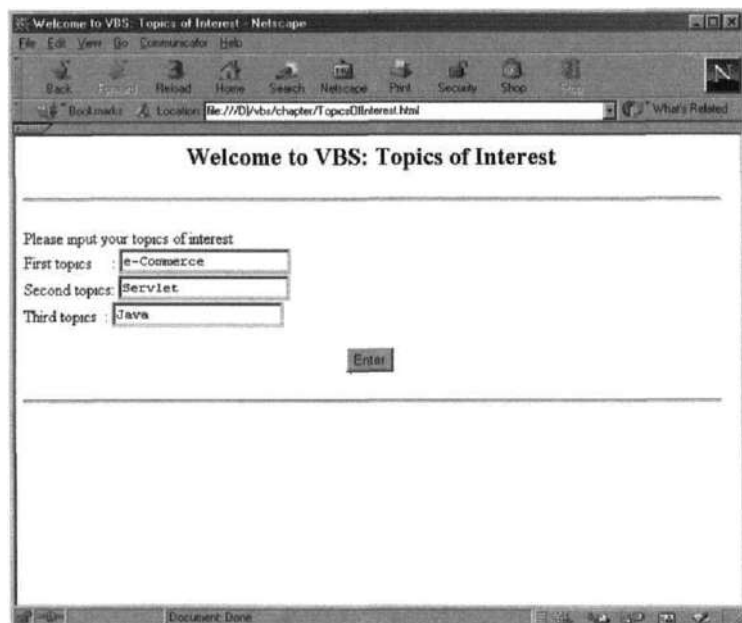 Welcome to VBS: Topics of Interest - Netscape
File Edit View Go Communicator Help
Back Forward Reload Home Search Netscape Print Security Shop Stop
Bookmarks Location: file:///D|/vbs/chapter/TopicsOfInterest.html What's Related
Welcome to VBS: Topics of Interest
Please input your topics of interest
First topics : e-Commerce
Second topics: Servlet
Third topics : Java
Enter
Document: Done